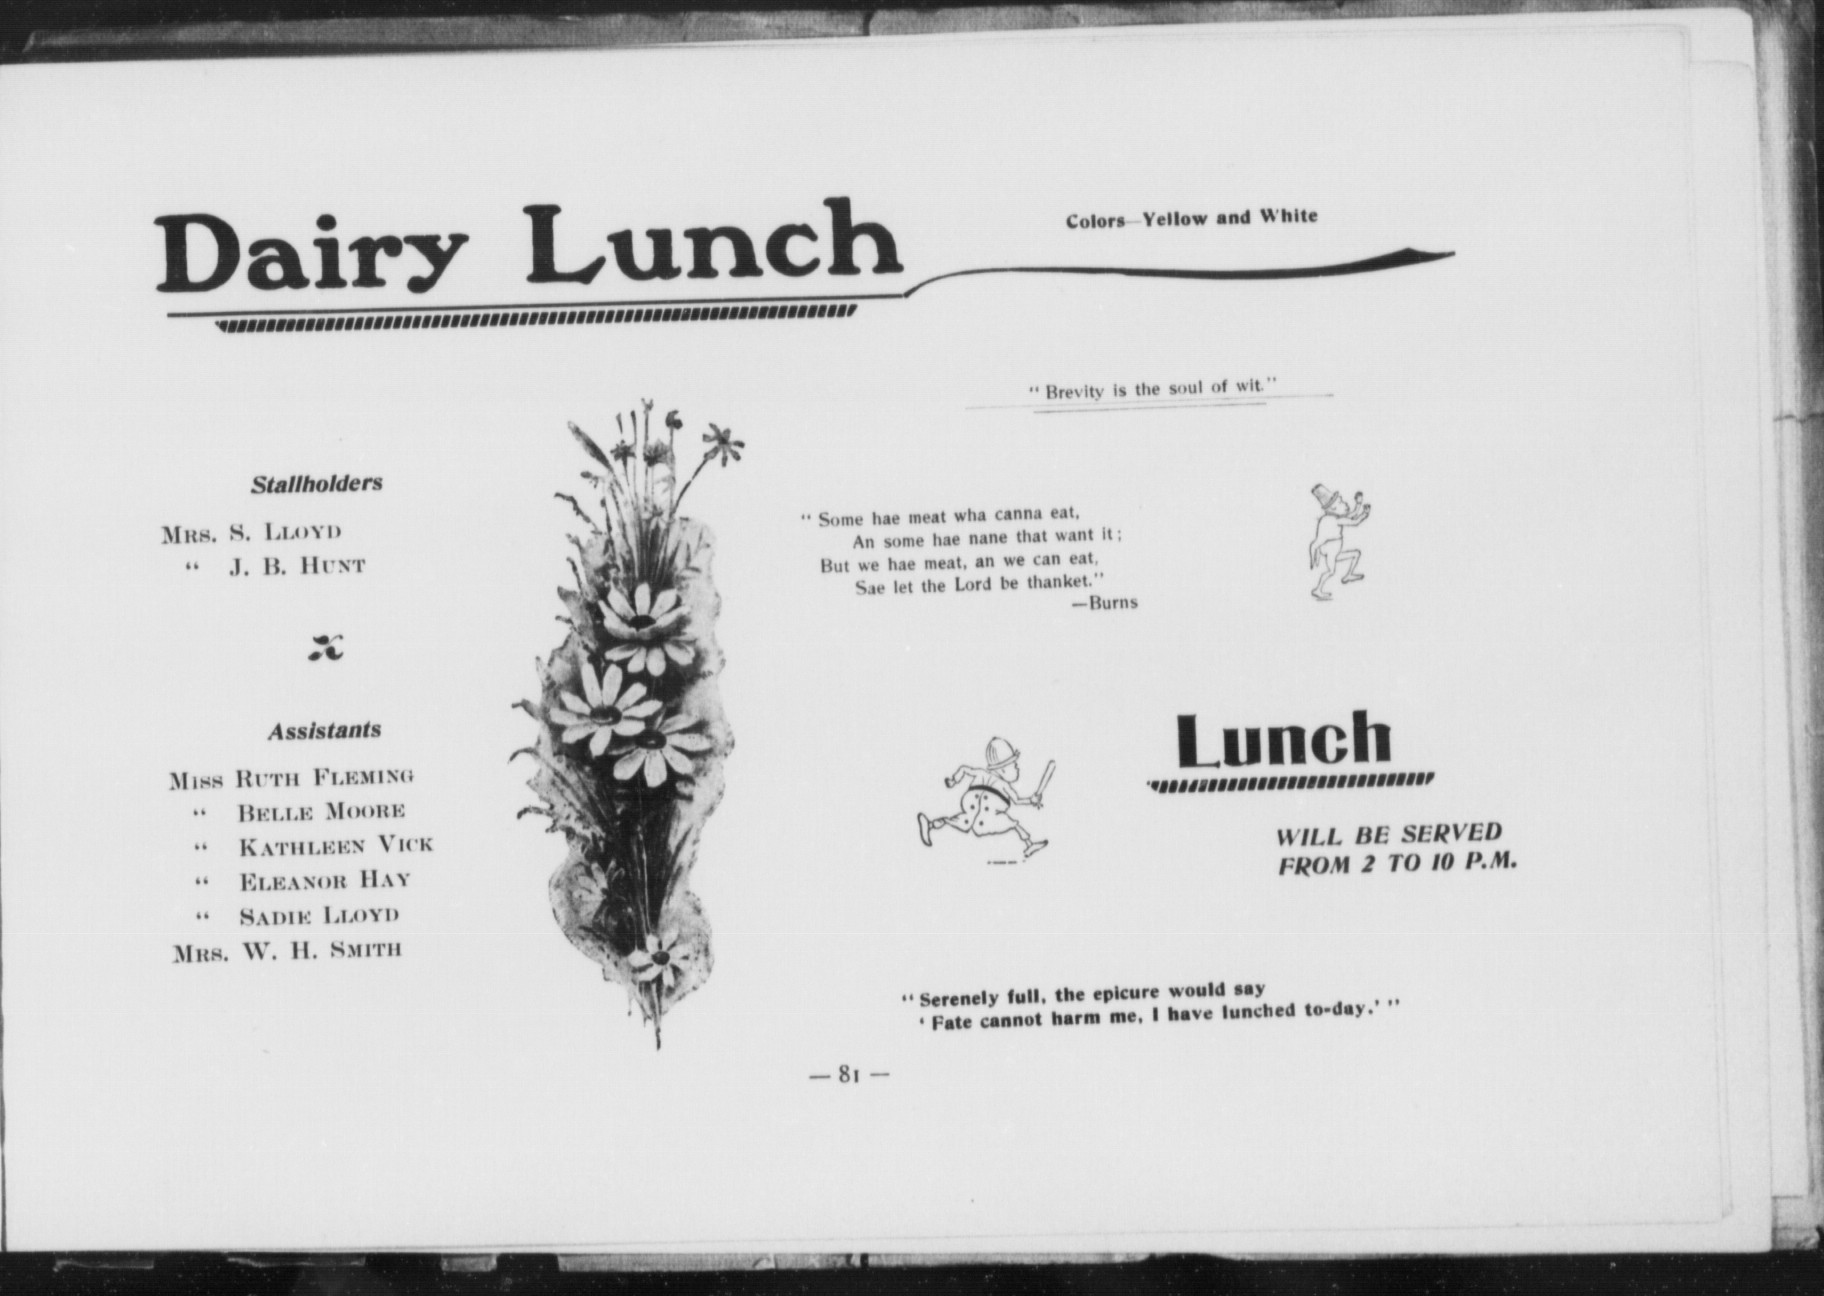 Dairy Lunch
Colors—Yellow and White
Stallholders
MRS. S. LLOYD
" J. B. HUNT
Assistants
MISS RUTH FLEMING
" BELLE MOORE
" KATHLEEN VICK
" ELEANOR HAY
" SADIE LLOYD
MRS. W. H. SMITH
"Brevity is the soul of wit."
"Some hae meat wha canna eat,
An some hae nane that want it;
But we hae meat, an we can eat,
Sae let the Lord be thanket."
—Burns
Lunch
WILL BE SERVED
FROM 2 TO 10 P.M.
"Serenely full, the epicure would say
'Fate cannot harm me, I have lunched to-day.'"
— 81 —